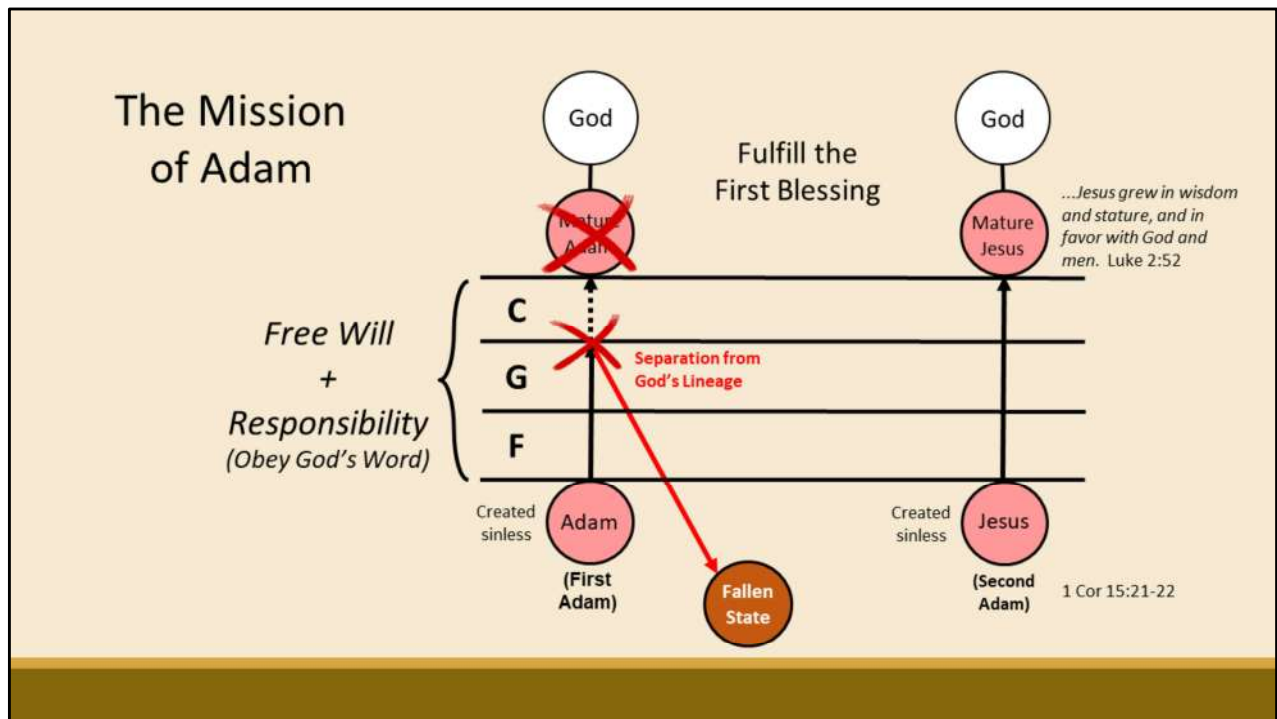 The Mission
of Adam
God
Mature
Adam
Fulfill the
First Blessing
God
Mature
Jesus
...Jesus grew in wisdom
and stature, and in
favor with God and
men.  Luke 2:52
Free Will
+
Responsibility
(Obey God's Word)
C
G
F
Separation from
God's Lineage
Created
sinless
Adam
(First
Adam)
Fallen
State
Created
sinless
Jesus
(Second
Adam)
1 Cor 15:21-22